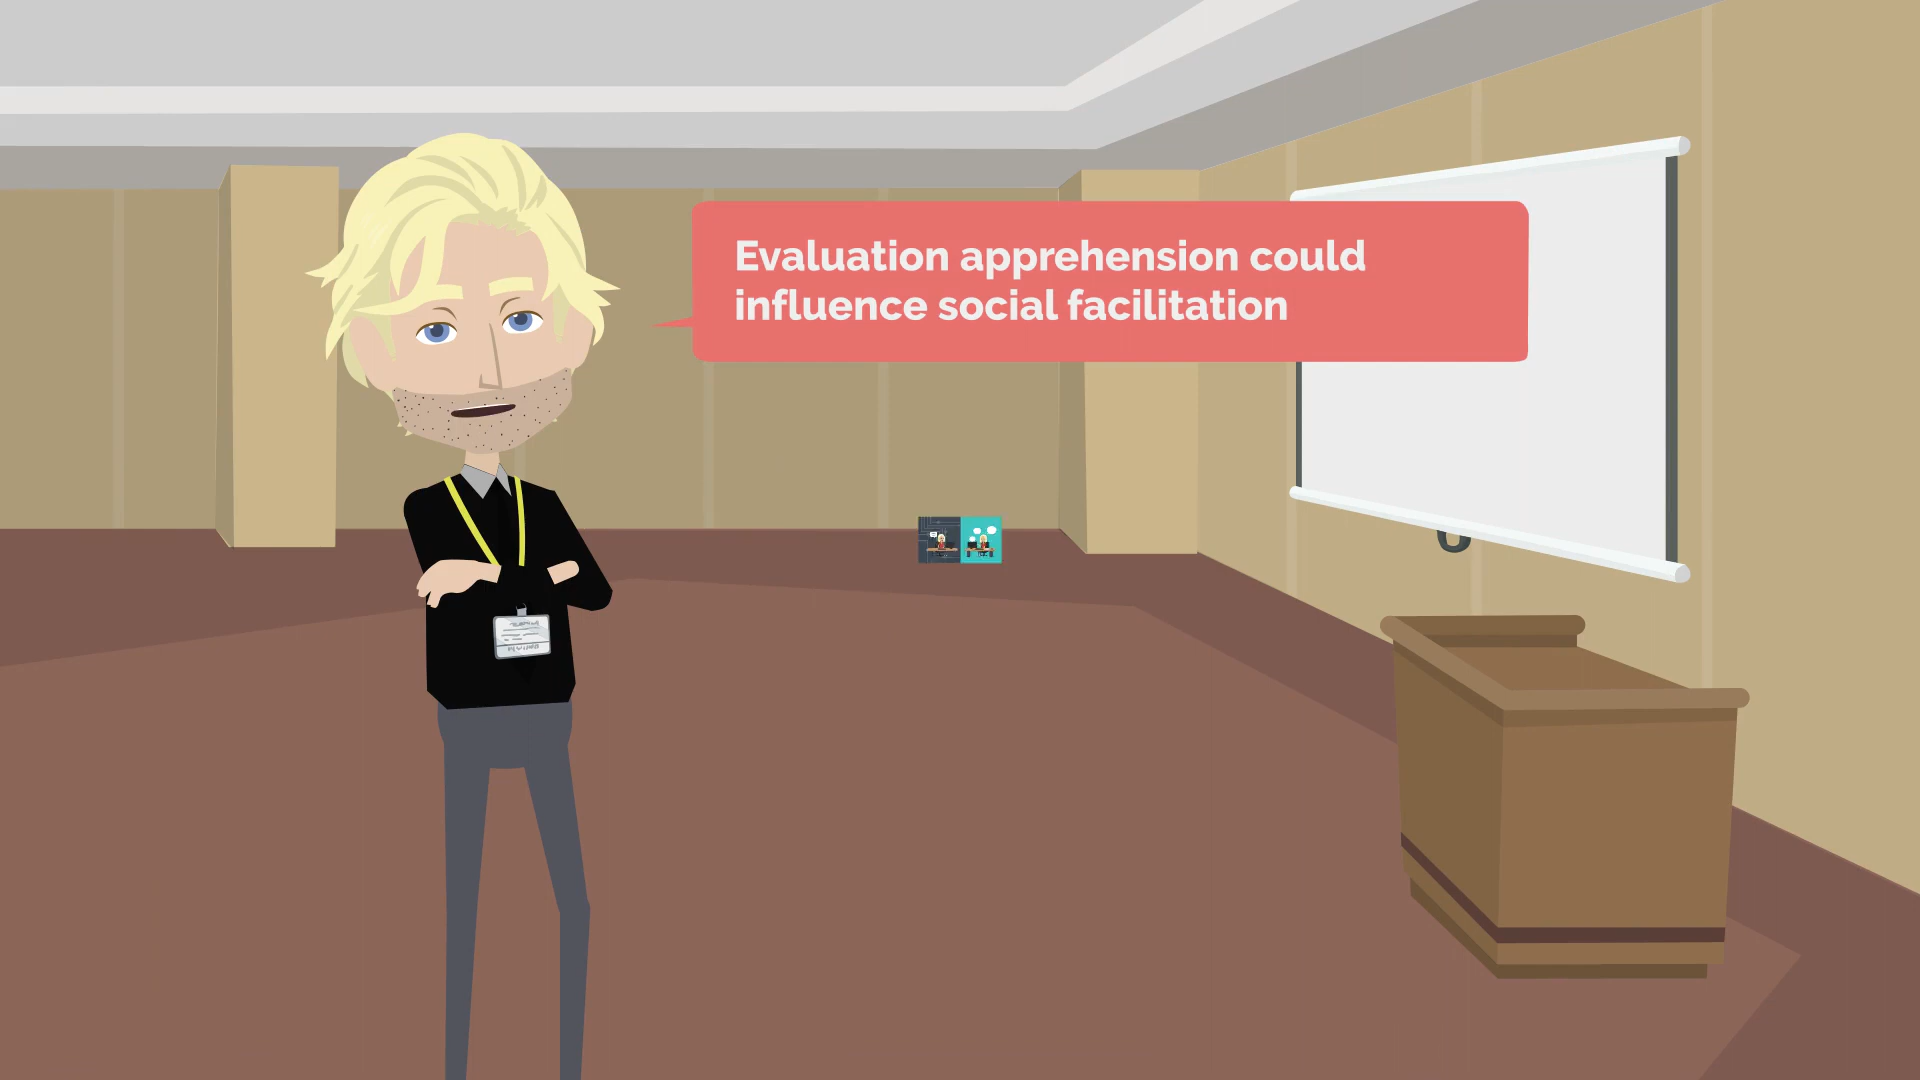 Evaluation apprehension could
influence social facilitation